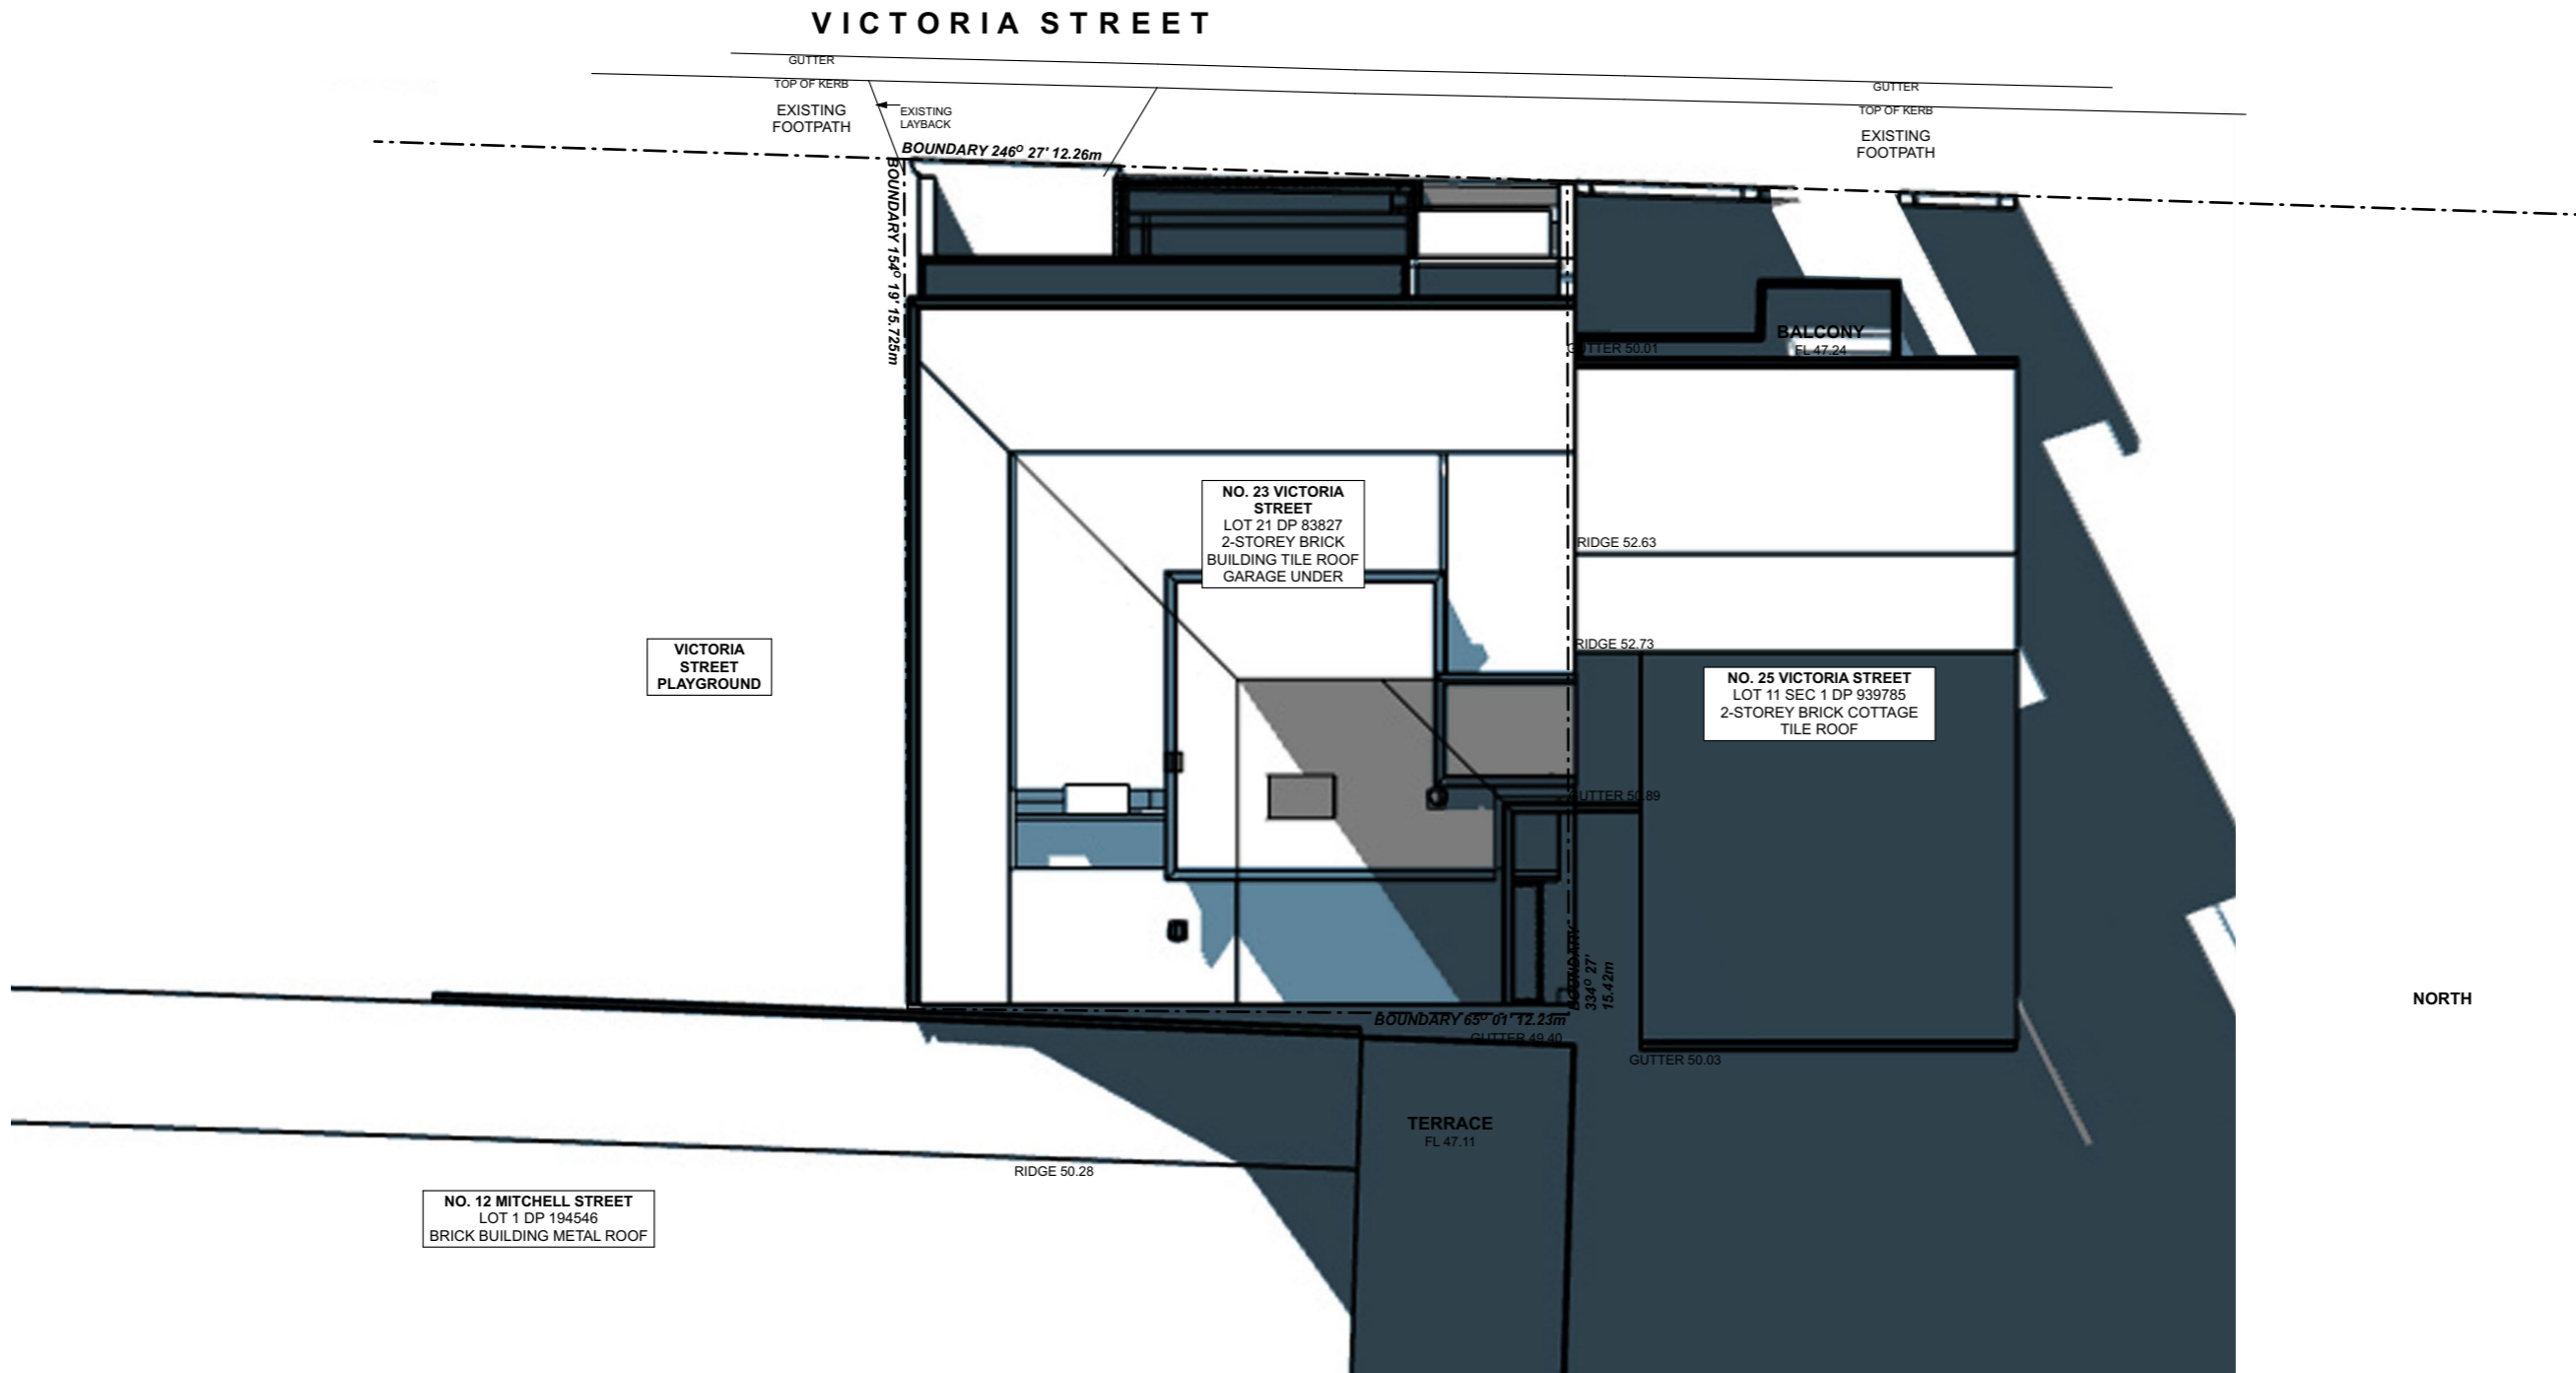 VICTORIA STREET
GUTTER
TOP OF KERB
EXISTING
FOOTPATH
EXISTING
LAYBACK
GUTTER
TOP OF KERB
EXISTING
FOOTPATH
BOUNDARY 246° 27' 12.26m
BOUNDARY 154° 19' 15.725m
BALCONY
FL 47.24
GUTTER 50.01
NO. 23 VICTORIA
STREET
LOT 21 DP 83827
2-STOREY BRICK
BUILDING TILE ROOF
GARAGE UNDER
RIDGE 52.63
RIDGE 52.73
VICTORIA
STREET
PLAYGROUND
NO. 25 VICTORIA STREET
LOT 11 SEC 1 DP 939785
2-STOREY BRICK COTTAGE
TILE ROOF
GUTTER 50.89
BOUNDARY
334° 27'
15.42m
NORTH
BOUNDARY 65° 01' 12.23m
GUTTER 49.40
GUTTER 50.03
TERRACE
FL 47.11
RIDGE 50.28
NO. 12 MITCHELL STREET
LOT 1 DP 194546
BRICK BUILDING METAL ROOF